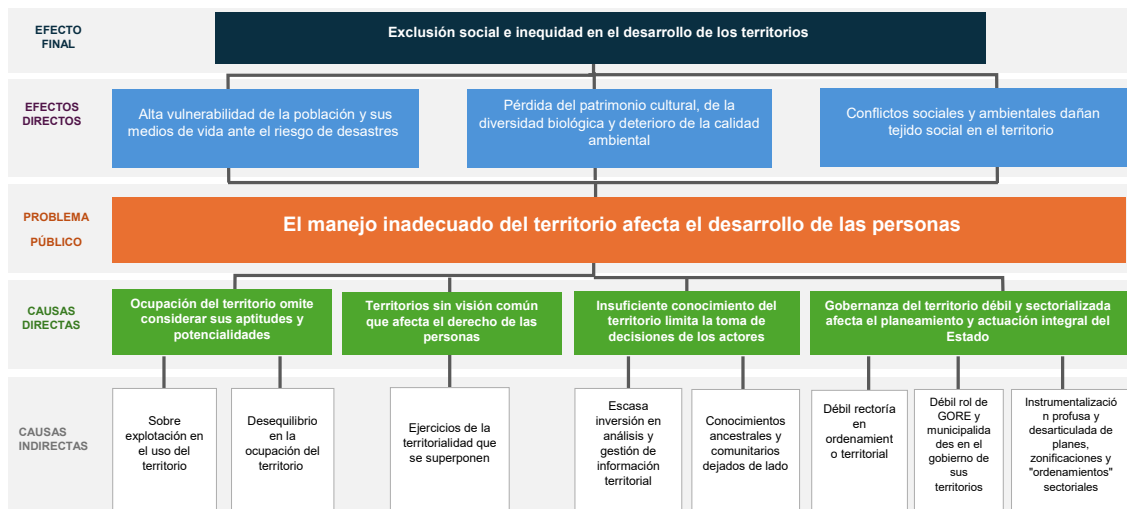 EFECTO
FINAL
Exclusión social e inequidad en el desarrollo de los territorios
EFECTOS
DIRECTOS
Alta vulnerabilidad de la población y sus
medios de vida ante el riesgo de desastres
Pérdida del patrimonio cultural, de la
diversidad biológica y deterioro de la calidad
ambiental
Conflictos sociales y ambientales dañan
tejido social en el territorio
PROBLEMA
PÚBLICO
El manejo inadecuado del territorio afecta el desarrollo de las personas
CAUSAS
DIRECTAS
Ocupación del territorio omite
considerar sus aptitudes y
potencialidades
Territorios sin visión común
que afecta el derecho de las
personas
Insuficiente conocimiento del
territorio limita la toma de
decisiones de los actores
Gobernanza del territorio débil y sectorializada
afecta el planeamiento y actuación integral del
Estado
CAUSAS
INDIRECTAS
Sobre
explotación en
el uso del
territorio
Desequilibrio
en la
ocupación del
territorio
Ejercicios de la
territorialidad que
se superponen
Escasa
inversión en
análisis y
gestión de
información
territorial
Conocimientos
ancestrales y
comunitarios
dejados de lado
Débil rectoría
en
ordenamient
o territorial
Débil rol de
GORE y
municipalida
des en el
gobierno de
sus
territorios
Instrumentalizació
n profusa y
desarticulada de
planes,
zonificaciones y
"ordenamientos"
sectoriales